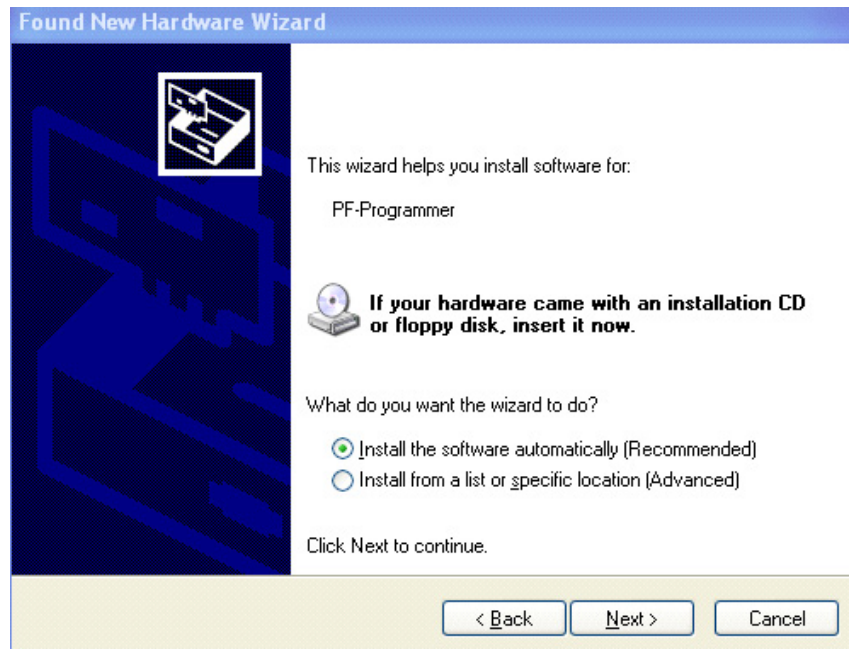 Found New Hardware Wizard
This wizard helps you install software for:
PF-Programmer
If your hardware came with an installation CD
or floppy disk, insert it now.
What do you want the wizard to do?
Install the software automatically (Recommended)
Install from a list or specific location (Advanced)
Click Next to continue.
< Back Next > Cancel